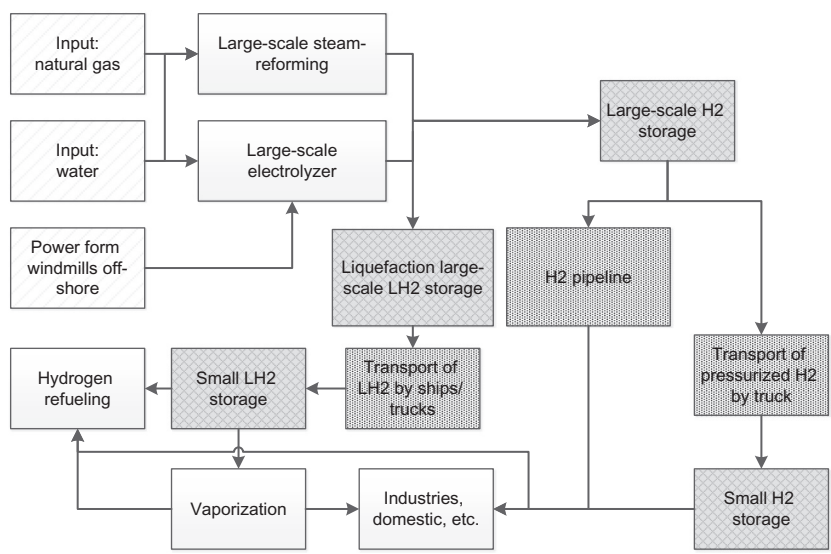 Input:
natural gas
Large-scale steam-
reforming
Large-scale H2
storage
Input:
water
Large-scale
electrolyzer
Power form
windmills off-
shore
Liquefaction large-
scale LH2 storage
H2 pipeline
Transport of
pressurized H2
by truck
Hydrogen
refueling
Small LH2
storage
Transport of
LH2 by ships/
trucks
Vaporization
Industries,
domestic, etc.
Small H2
storage